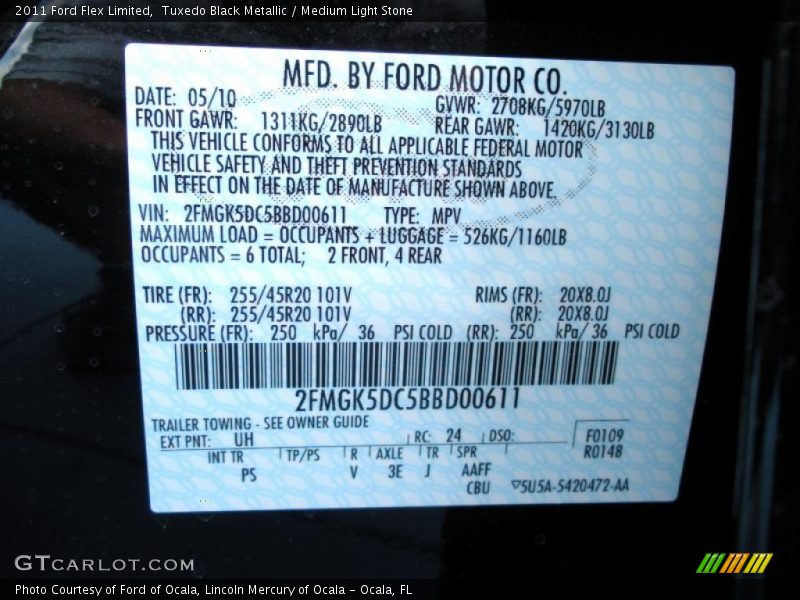 2011 Ford Flex Limited, Tuxedo Black Metallic / Medium Light Stone
MFD. BY FORD MOTOR CO.
DATE: 05/10 GVWR: 2708KG/5970LB
FRONT GAWR: 1311KG/2890LB REAR GAWR: 1420KG/3130LB
THIS VEHICLE CONFORMS TO ALL APPLICABLE FEDERAL MOTOR
VEHICLE SAFETY AND THEFT PREVENTION STANDARDS
IN EFFECT ON THE DATE OF MANUFACTURE SHOWN ABOVE.
VIN: 2FMGK5DC5BBD00611 TYPE: MPV
MAXIMUM LOAD = OCCUPANTS + LUGGAGE = 526KG/1160LB
OCCUPANTS = 6 TOTAL; 2 FRONT, 4 REAR
TIRE (FR): 255/45R20 101V RIMS (FR): 20X8.0J
(RR): 255/45R20 101V (RR): 20X8.0J
PRESSURE (FR): 250 kPa/ 36 PSI COLD (RR): 250 kPa/ 36 PSI COLD
2FMGK5DC5BBD00611
TRAILER TOWING - SEE OWNER GUIDE
EXT PNT: UH RC: 24 DSO: F0109
INT TR TP/PS R AXLE TR SPR R0148
PS V 3E J AAFF
CBU ▽5U5A-5420472-AA
GTCARLOT.COM
Photo Courtesy of Ford of Ocala, Lincoln Mercury of Ocala - Ocala, FL